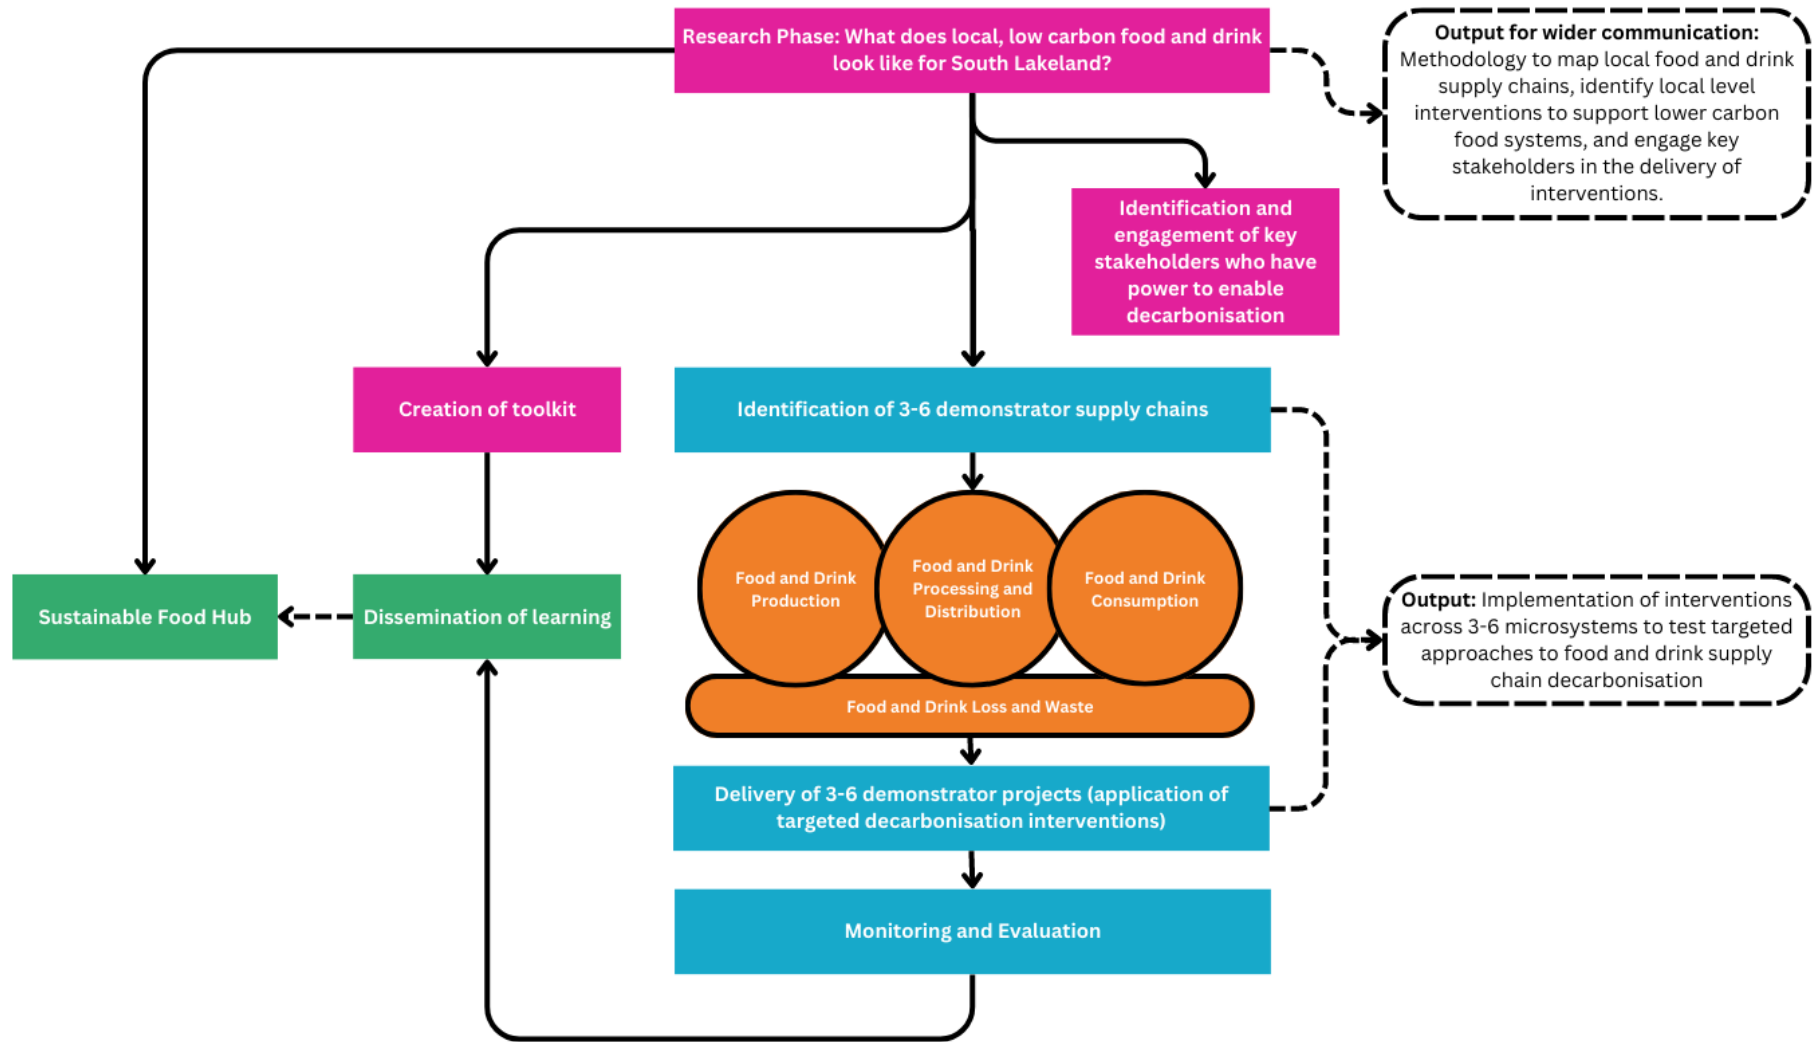 Research Phase: What does local, low carbon food and drink
look like for South Lakeland?
Output for wider communication:
Methodology to map local food and drink
supply chains, identify local level
interventions to support lower carbon
food systems, and engage key
stakeholders in the delivery of
interventions.
Identification and
engagement of key
stakeholders who have
power to enable
decarbonisation
Creation of toolkit
Identification of 3-6 demonstrator supply chains
Food and Drink
Production
Food and Drink
Processing and
Distribution
Food and Drink
Consumption
Food and Drink Loss and Waste
Sustainable Food Hub
Dissemination of learning
Output: Implementation of interventions
across 3-6 microsystems to test targeted
approaches to food and drink supply
chain decarbonisation
Delivery of 3-6 demonstrator projects (application of
targeted decarbonisation interventions)
Monitoring and Evaluation